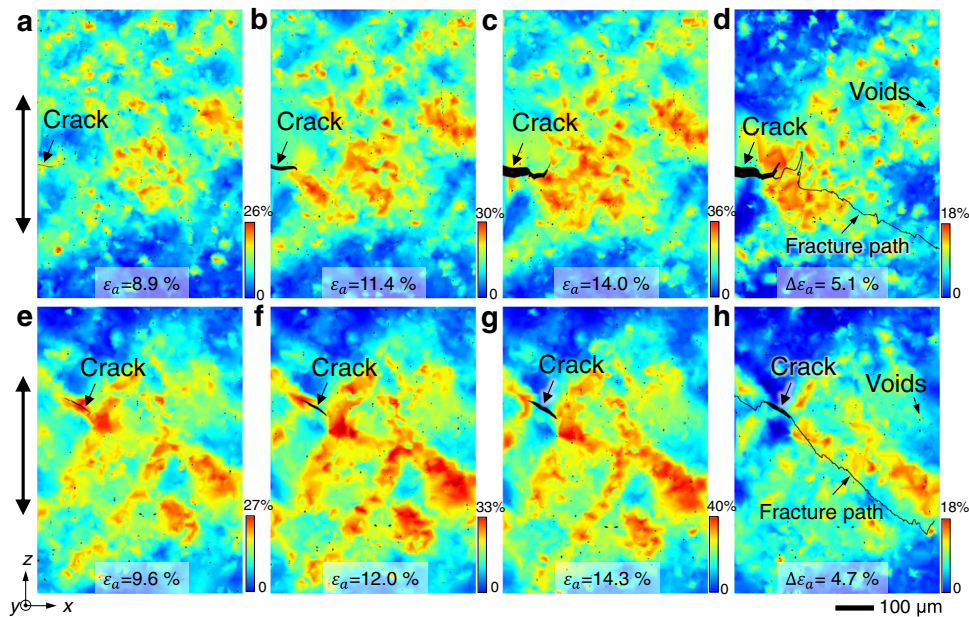 a
b
c
d
Crack
Crack
Crack
Crack
Voids
Fracture path
26%
30%
36%
18%
0
0
0
0
εₐ=8.9 %
εₐ=11.4 %
εₐ=14.0 %
Δεₐ= 5.1 %
e
f
g
h
Crack
Crack
Crack
Crack
Voids
Fracture path
27%
33%
40%
18%
0
0
0
0
εₐ=9.6 %
εₐ=12.0 %
εₐ=14.3 %
Δεₐ= 4.7 %
z
y
x
100 μm